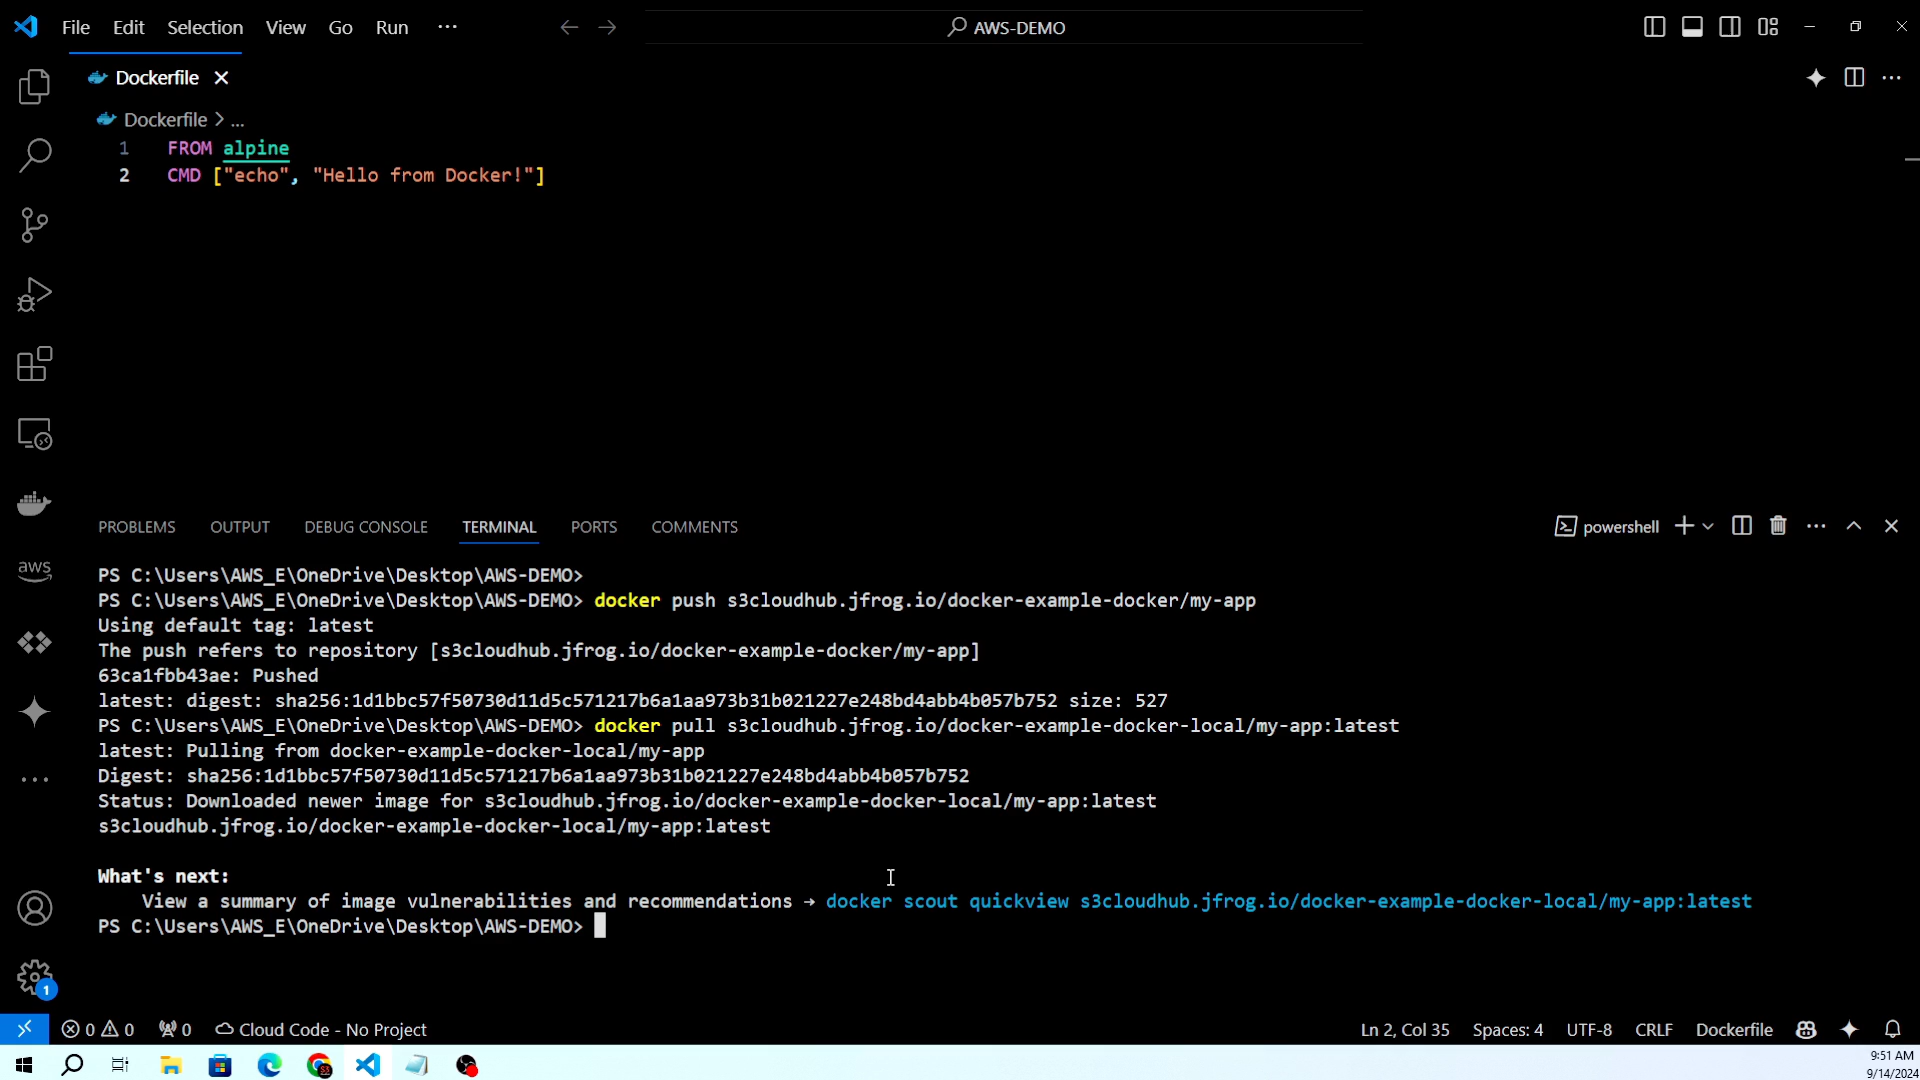 File Edit Selection View Go Run ...
AWS-DEMO
Dockerfile
Dockerfile > ...
1 FROM alpine
2 CMD ["echo", "Hello from Docker!"]
aws
PROBLEMS OUTPUT DEBUG CONSOLE TERMINAL PORTS COMMENTS
powershell
PS C:\Users\AWS_E\OneDrive\Desktop\AWS-DEMO>
PS C:\Users\AWS_E\OneDrive\Desktop\AWS-DEMO> docker push s3cloudhub.jfrog.io/docker-example-docker/my-app
Using default tag: latest
The push refers to repository [s3cloudhub.jfrog.io/docker-example-docker/my-app]
63ca1fbb43ae: Pushed
latest: digest: sha256:1d1bbc57f50730d11d5c571217b6a1aa973b31b021227e248bd4abb4b057b752 size: 527
PS C:\Users\AWS_E\OneDrive\Desktop\AWS-DEMO> docker pull s3cloudhub.jfrog.io/docker-example-docker-local/my-app:latest
latest: Pulling from docker-example-docker-local/my-app
Digest: sha256:1d1bbc57f50730d11d5c571217b6a1aa973b31b021227e248bd4abb4b057b752
Status: Downloaded newer image for s3cloudhub.jfrog.io/docker-example-docker-local/my-app:latest
s3cloudhub.jfrog.io/docker-example-docker-local/my-app:latest
What's next:
View a summary of image vulnerabilities and recommendations → docker scout quickview s3cloudhub.jfrog.io/docker-example-docker-local/my-app:latest
PS C:\Users\AWS_E\OneDrive\Desktop\AWS-DEMO>
1
0 0 0 Cloud Code - No Project
Ln 2, Col 35 Spaces: 4 UTF-8 CRLF Dockerfile
9:51 AM
9/14/2024